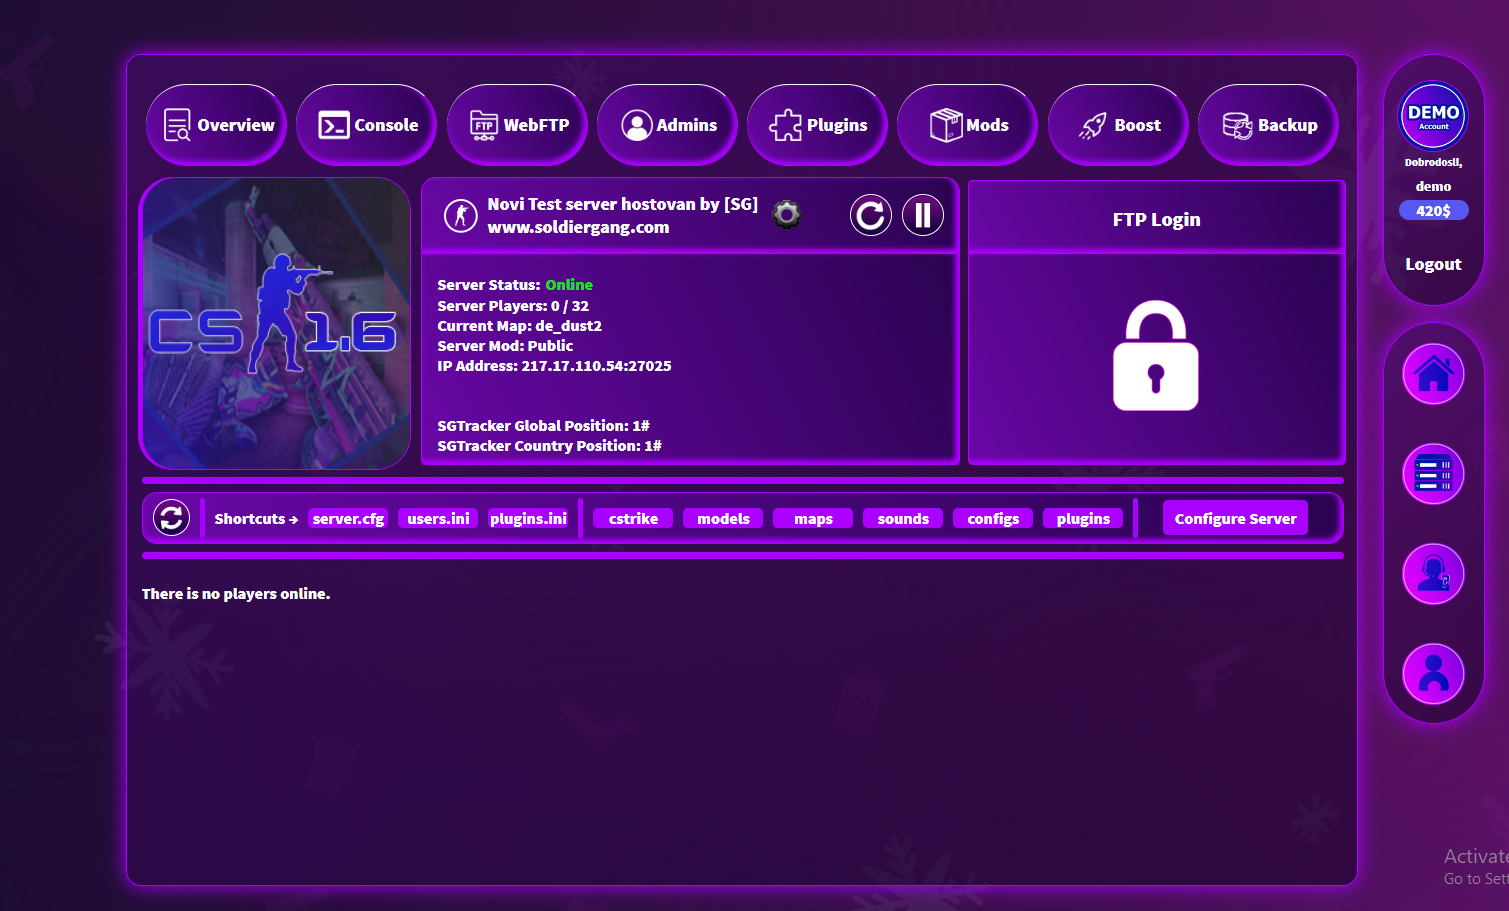 Overview
Console
FTP
WebFTP
Admins
Plugins
Mods
Boost
Backup
DEMO
Account
Dobrodosli,
demo
420$
Logout
CS 1.6
Novi Test server hostovan by [SG]
www.soldiergang.com
Server Status: Online
Server Players: 0 / 32
Current Map: de_dust2
Server Mod: Public
IP Address: 217.17.110.54:27025
SGTracker Global Position: 1#
SGTracker Country Position: 1#
FTP Login
Shortcuts → server.cfg users.ini plugins.ini cstrike models maps sounds configs plugins Configure Server
There is no players online.
?
Activate
Go to Sett